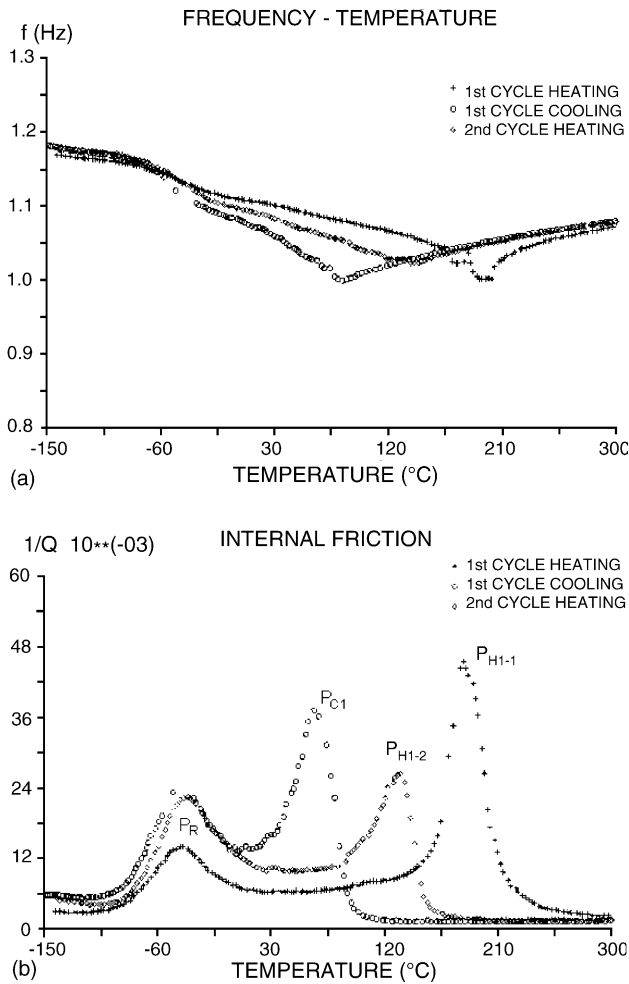 FREQUENCY - TEMPERATURE
f (Hz)
1.3
1st CYCLE HEATING
1st CYCLE COOLING
2nd CYCLE HEATING
1.2
1.1
1.0
0.9
0.8
-150 -60 30 120 210 300
(a) TEMPERATURE (°C)
1/Q 10**(-03) INTERNAL FRICTION
60
1st CYCLE HEATING
1st CYCLE COOLING
2nd CYCLE HEATING
48
PH1-1
PC1
36
PH1-2
24
PR
12
0
-150 -60 30 120 210 300
(b) TEMPERATURE (°C)